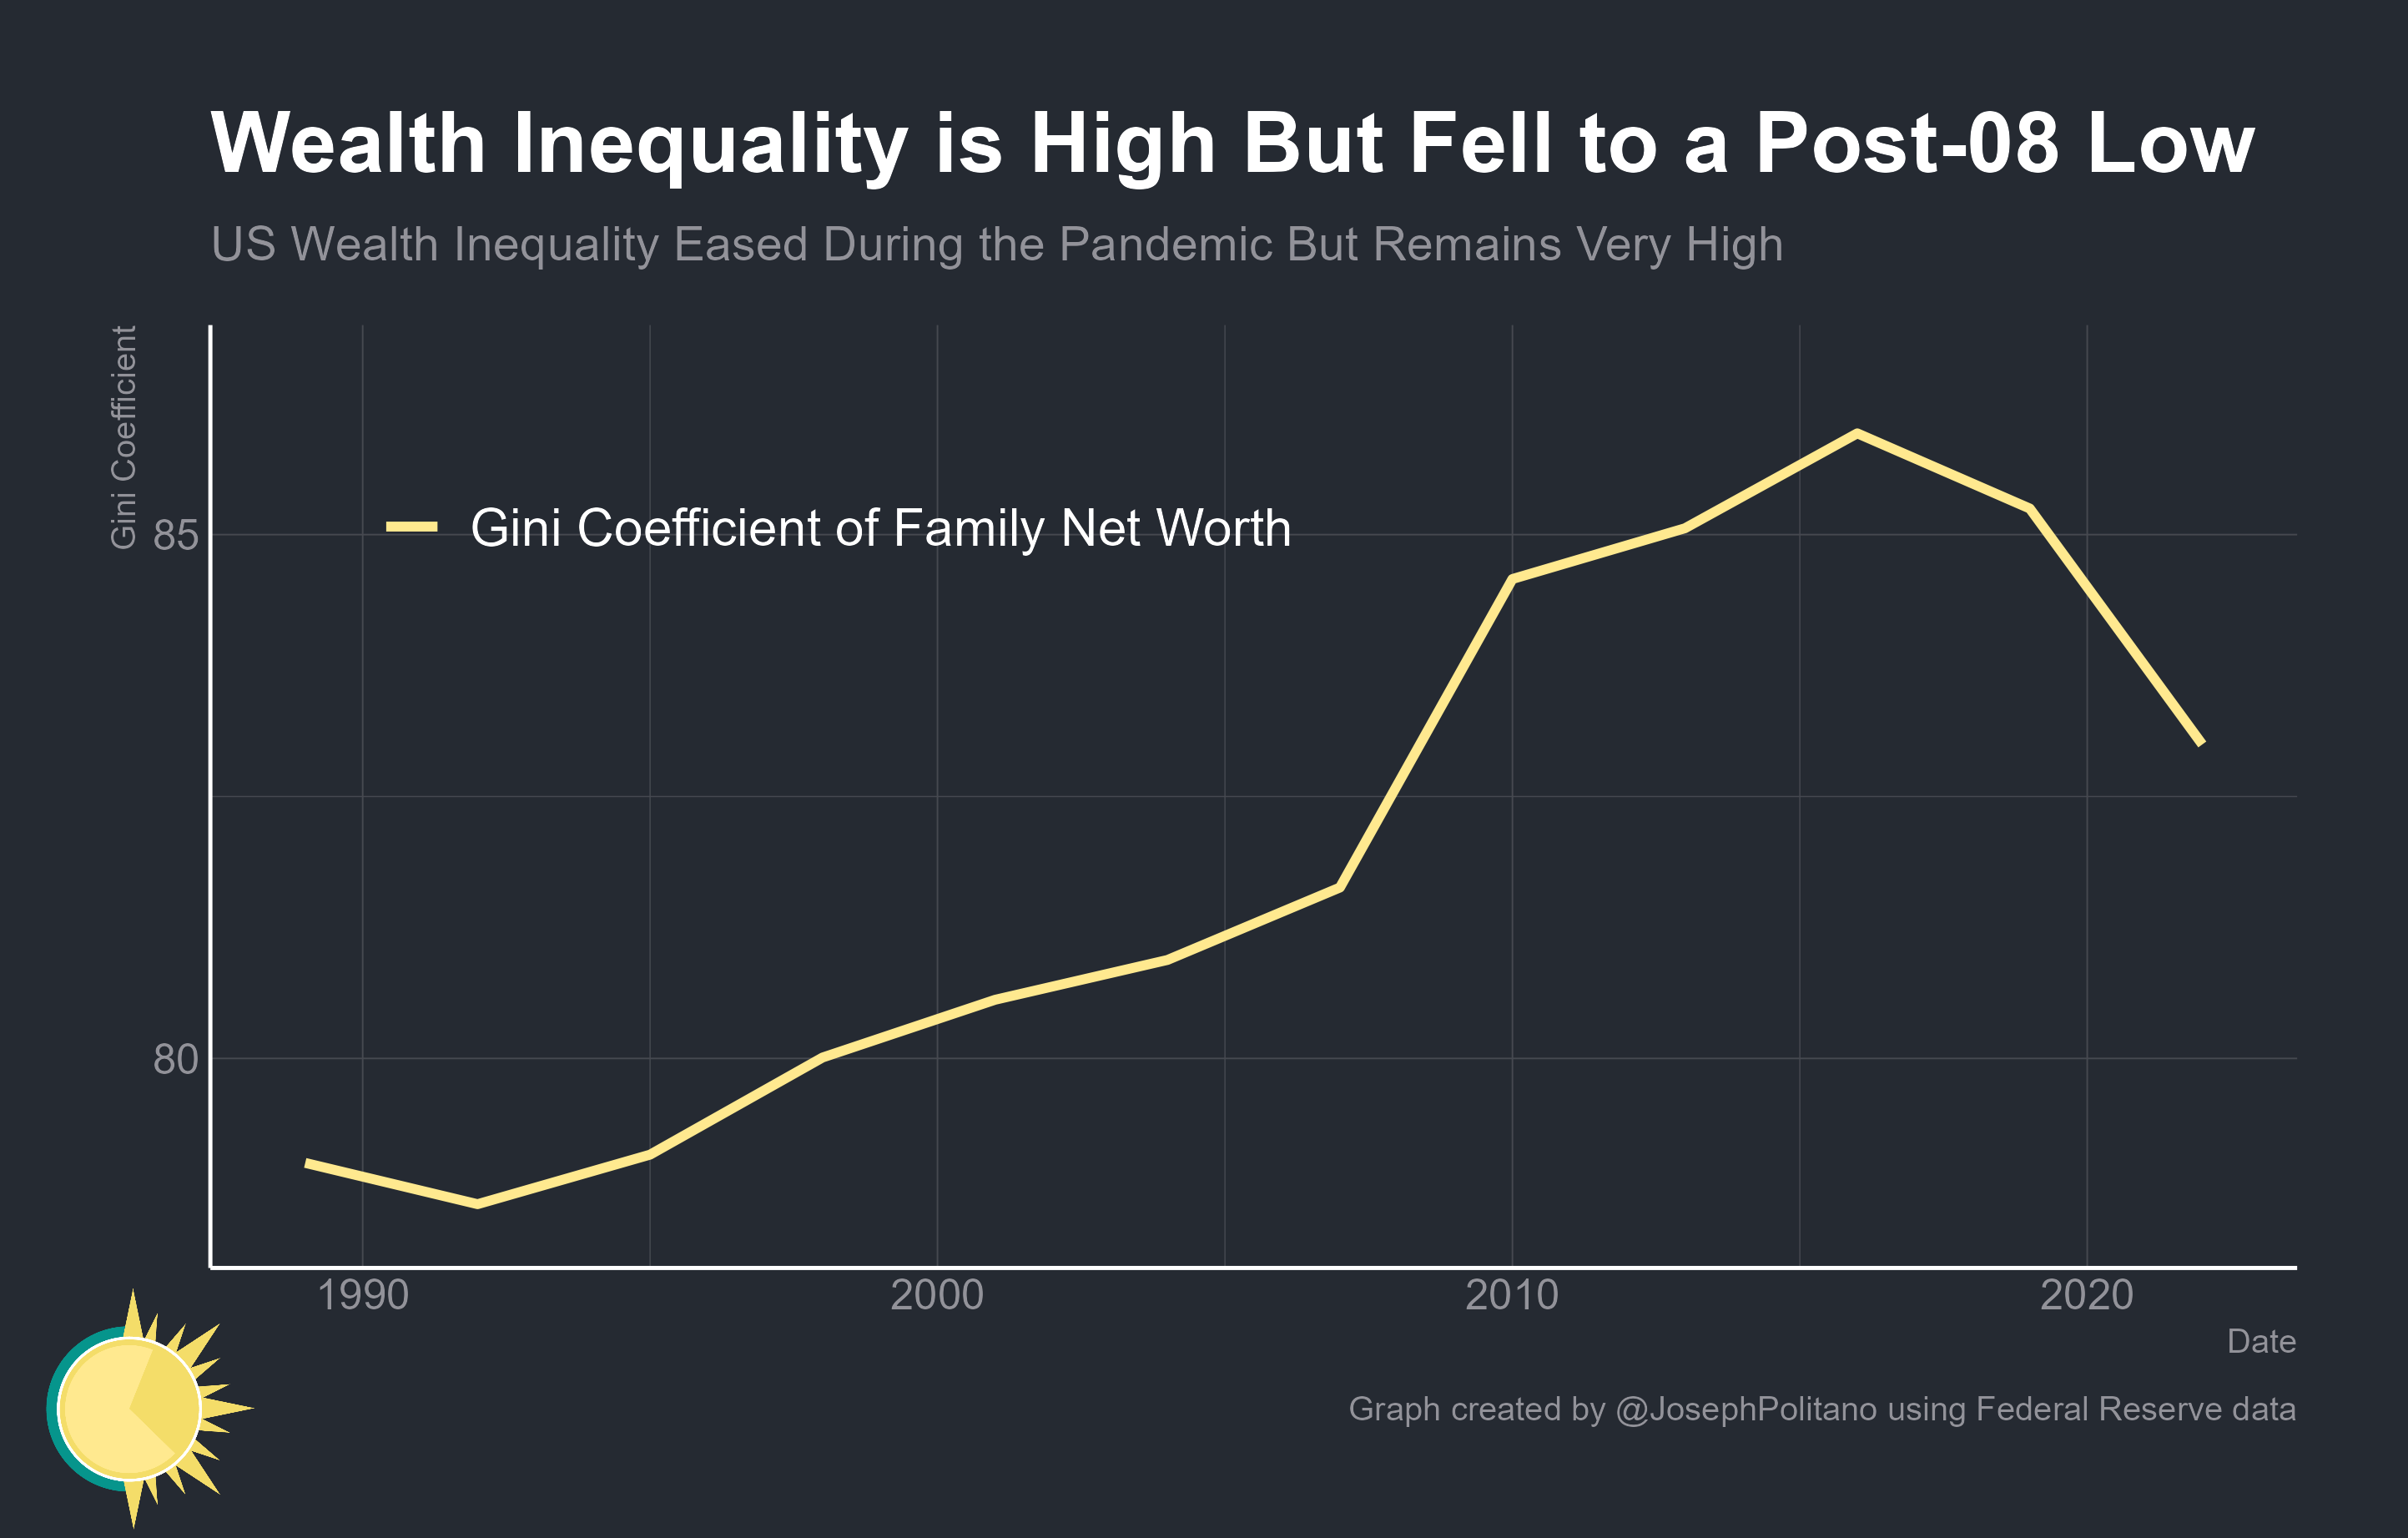 Wealth Inequality is High But Fell to a Post-08 Low
US Wealth Inequality Eased During the Pandemic But Remains Very High
Gini Coefficient
85
Gini Coefficient of Family Net Worth
80
1990 2000 2010 2020
Date
Graph created by @JosephPolitano using Federal Reserve data